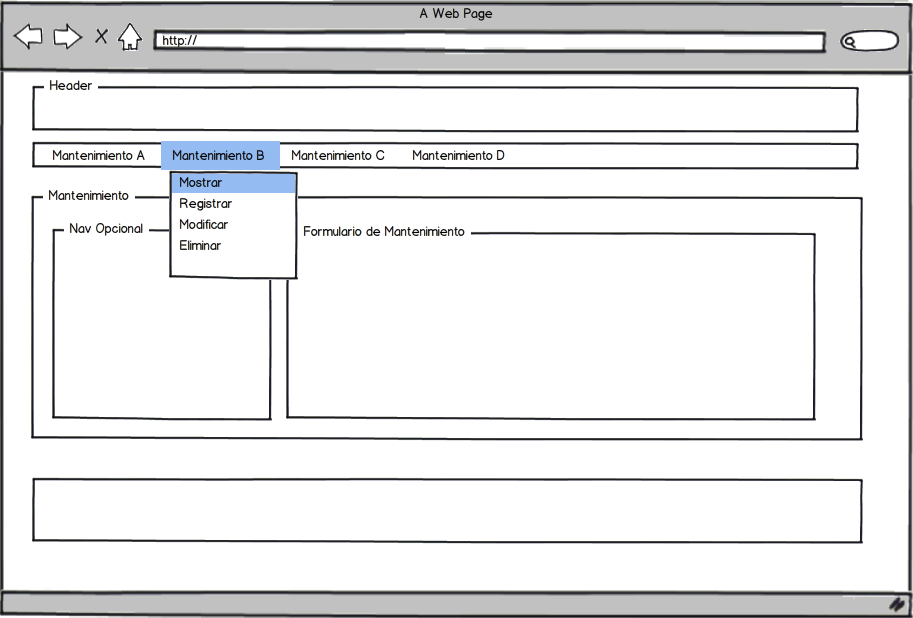 A Web Page
http://
Header
Mantenimiento A
Mantenimiento B
Mantenimiento C
Mantenimiento D
Mostrar
Registrar
Modificar
Eliminar
Mantenimiento
Nav Opcional
Formulario de Mantenimiento